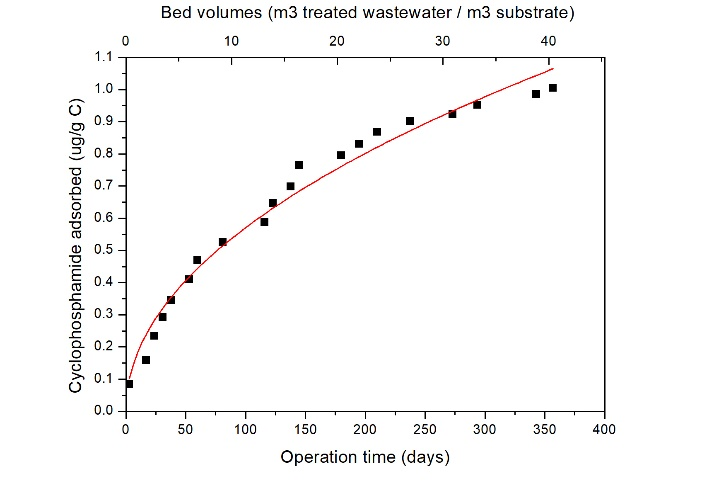 Bed volumes (m3 treated wastewater / m3 substrate)
0 10 20 30 40
1.1
1.0
0.9
0.8
0.7
0.6
0.5
0.4
0.3
0.2
0.1
0.0
Cyclophosphamide adsorbed (ug/g C)
0 50 100 150 200 250 300 350 400
Operation time (days)